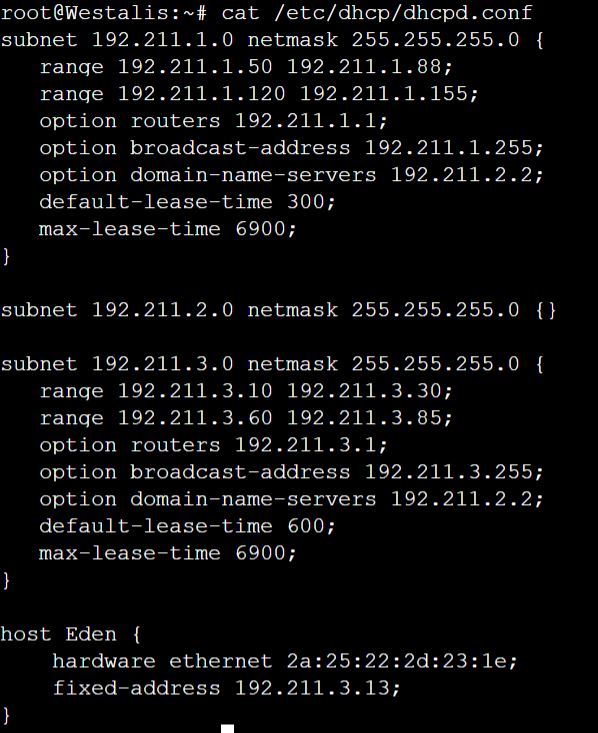 root@Westalis:~# cat /etc/dhcp/dhcpd.conf
subnet 192.211.1.0 netmask 255.255.255.0 {
   range 192.211.1.50 192.211.1.88;
   range 192.211.1.120 192.211.1.155;
   option routers 192.211.1.1;
   option broadcast-address 192.211.1.255;
   option domain-name-servers 192.211.2.2;
   default-lease-time 300;
   max-lease-time 6900;
}

subnet 192.211.2.0 netmask 255.255.255.0 {}

subnet 192.211.3.0 netmask 255.255.255.0 {
   range 192.211.3.10 192.211.3.30;
   range 192.211.3.60 192.211.3.85;
   option routers 192.211.3.1;
   option broadcast-address 192.211.3.255;
   option domain-name-servers 192.211.2.2;
   default-lease-time 600;
   max-lease-time 6900;
}

host Eden {
    hardware ethernet 2a:25:22:2d:23:1e;
    fixed-address 192.211.3.13;
}